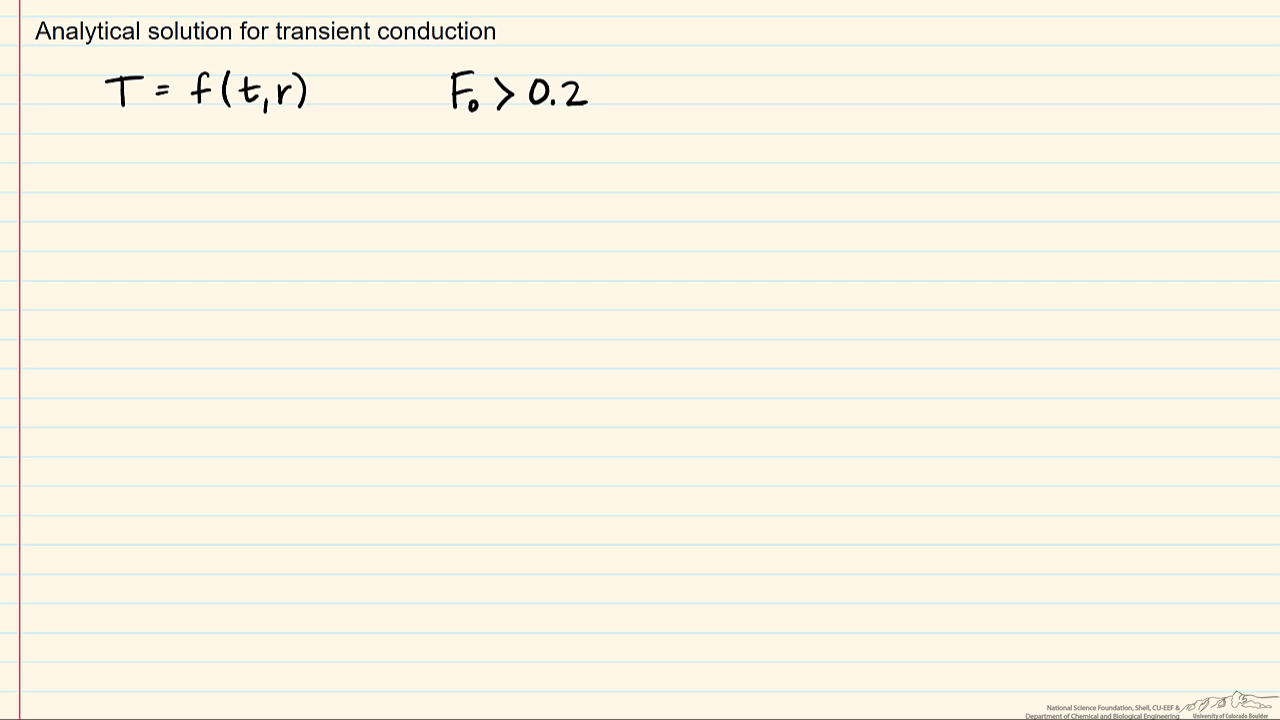 Analytical solution for transient conduction
T = f(t,r) F₀ > 0.2
National Science Foundation, Shell, CU-EEF &
Department of Chemical and Biological Engineering University of Colorado Boulder